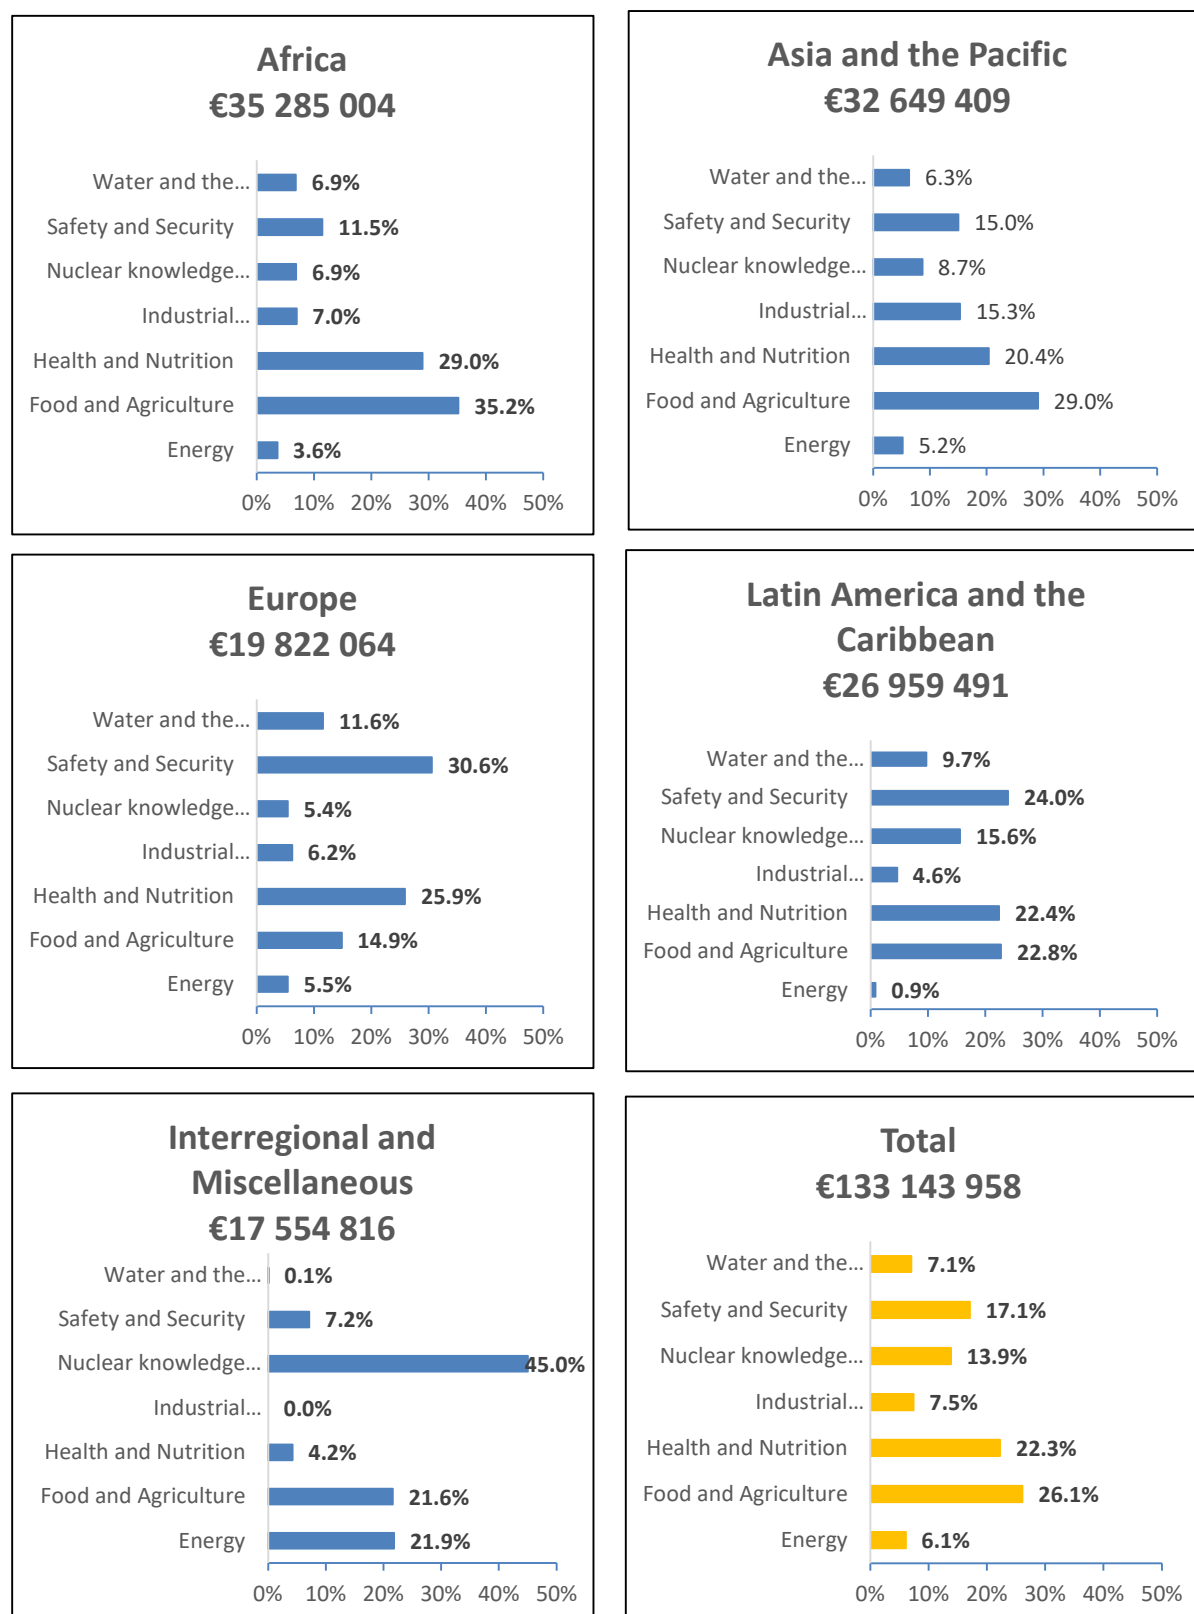 Africa
€35 285 004
Water and the... 6.9%
Safety and Security 11.5%
Nuclear knowledge... 6.9%
Industrial... 7.0%
Health and Nutrition 29.0%
Food and Agriculture 35.2%
Energy 3.6%
0% 10% 20% 30% 40% 50%
Asia and the Pacific
€32 649 409
Water and the... 6.3%
Safety and Security 15.0%
Nuclear knowledge... 8.7%
Industrial... 15.3%
Health and Nutrition 20.4%
Food and Agriculture 29.0%
Energy 5.2%
0% 10% 20% 30% 40% 50%
Europe
€19 822 064
Water and the... 11.6%
Safety and Security 30.6%
Nuclear knowledge... 5.4%
Industrial... 6.2%
Health and Nutrition 25.9%
Food and Agriculture 14.9%
Energy 5.5%
0% 10% 20% 30% 40% 50%
Latin America and the
Caribbean
€26 959 491
Water and the... 9.7%
Safety and Security 24.0%
Nuclear knowledge... 15.6%
Industrial... 4.6%
Health and Nutrition 22.4%
Food and Agriculture 22.8%
Energy 0.9%
0% 10% 20% 30% 40% 50%
Interregional and
Miscellaneous
€17 554 816
Water and the... 0.1%
Safety and Security 7.2%
Nuclear knowledge... 45.0%
Industrial... 0.0%
Health and Nutrition 4.2%
Food and Agriculture 21.6%
Energy 21.9%
0% 10% 20% 30% 40% 50%
Total
€133 143 958
Water and the... 7.1%
Safety and Security 17.1%
Nuclear knowledge... 13.9%
Industrial... 7.5%
Health and Nutrition 22.3%
Food and Agriculture 26.1%
Energy 6.1%
0% 10% 20% 30% 40% 50%